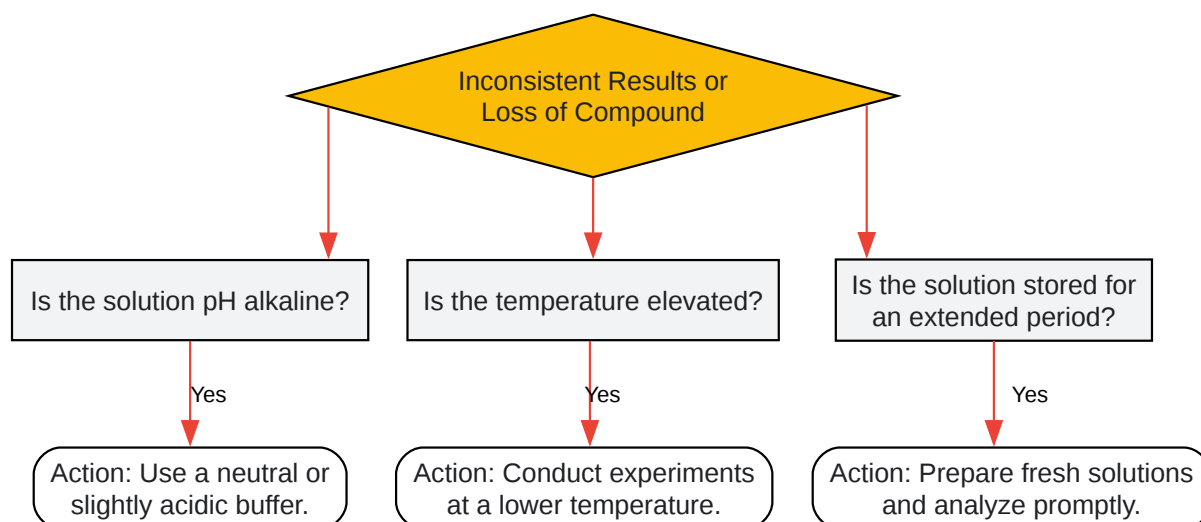 Inconsistent Results or
Loss of Compound
Is the solution pH alkaline?
Is the temperature elevated?
Is the solution stored for
an extended period?
Yes
Yes
Yes
Action: Use a neutral or
slightly acidic buffer.
Action: Conduct experiments
at a lower temperature.
Action: Prepare fresh solutions
and analyze promptly.